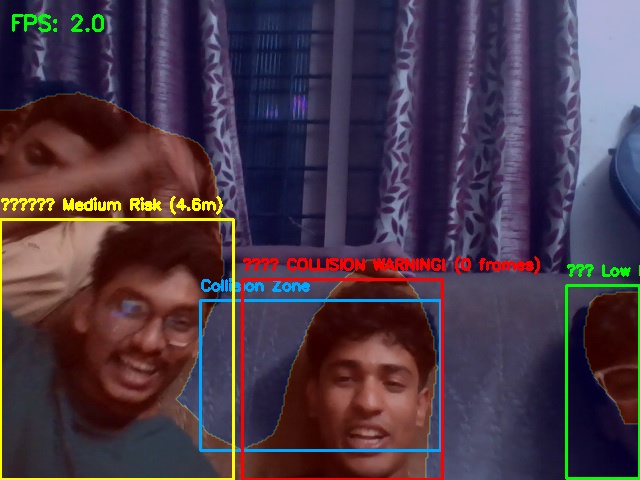 FPS: 2.0
?????? Medium Risk (4.6m)
???? COLLISION WARNING! (0 frames)
??? Low
Collision Zone